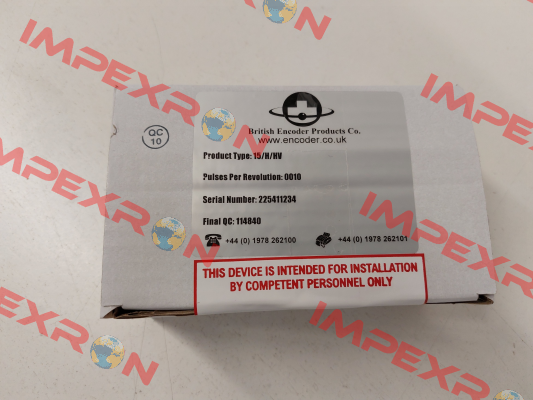 IMPEXRON
QC
10
British Encoder Products Co.
www.encoder.co.uk
Product Type: 15/H/HV
Pulses Per Revolution: 0010
Serial Number: 225411234
Final QC: 114840
+44 (0) 1978 262100
+44 (0) 1978 262101
THIS DEVICE IS INTENDED FOR INSTALLATION
BY COMPETENT PERSONNEL ONLY
IMPEXRON
IMPEXRON
IMPEXRON
IMPEXRON
IMPEXRON